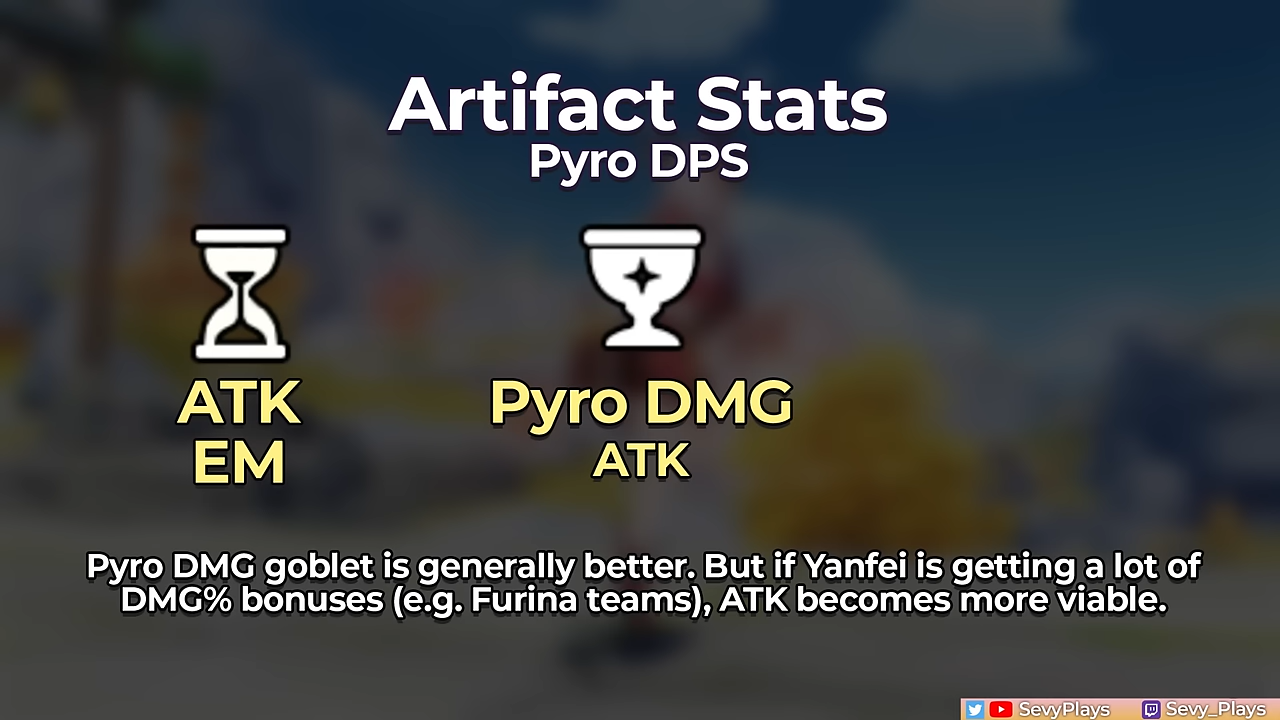 Artifact Stats
Pyro DPS
ATK
EM
Pyro DMG
ATK
Pyro DMG goblet is generally better. But if Yanfei is getting a lot of
DMG% bonuses (e.g. Furina teams), ATK becomes more viable.
SevyPlays
Sevy_Plays